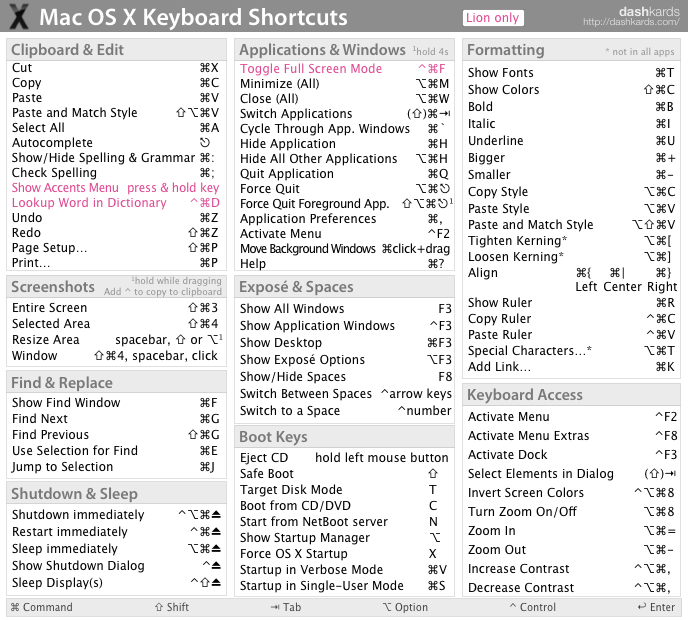 X Mac OS X Keyboard Shortcuts
Lion only
dashkards
http://dashkards.com/
Clipboard & Edit
Cut ⌘X
Copy ⌘C
Paste ⌘V
Paste and Match Style ⇧⌥⌘V
Select All ⌘A
Autocomplete ⎋
Show/Hide Spelling & Grammar ⌘:
Check Spelling ⌘;
Show Accents Menu press & hold key
Lookup Word in Dictionary ^⌘D
Undo ⌘Z
Redo ⇧⌘Z
Page Setup... ⇧⌘P
Print... ⌘P
Screenshots
¹hold while dragging
Add ^ to copy to clipboard
Entire Screen ⇧⌘3
Selected Area ⇧⌘4
Resize Area spacebar, ⇧ or ⌥¹
Window ⇧⌘4, spacebar, click
Find & Replace
Show Find Window ⌘F
Find Next ⌘G
Find Previous ⇧⌘G
Use Selection for Find ⌘E
Jump to Selection ⌘J
Shutdown & Sleep
Shutdown immediately ^⌥⌘⏏
Restart immediately ^⌘⏏
Sleep immediately ⌥⌘⏏
Show Shutdown Dialog ^⏏
Sleep Display(s) ^⇧⏏
Applications & Windows ¹hold 4s
Toggle Full Screen Mode ^⌘F
Minimize (All) ⌥⌘M
Close (All) ⌥⌘W
Switch Applications (⇧)⌘⇥
Cycle Through App. Windows ⌘`
Hide Application ⌘H
Hide All Other Applications ⌥⌘H
Quit Application ⌘Q
Force Quit ⌥⌘⎋
Force Quit Foreground App. ⇧⌥⌘⎋¹
Application Preferences ⌘,
Activate Menu ^F2
Move Background Windows ⌘click+drag
Help ⌘?
Exposé & Spaces
Show All Windows F3
Show Application Windows ^F3
Show Desktop ⌘F3
Show Exposé Options ⌥F3
Show/Hide Spaces F8
Switch Between Spaces ^arrow keys
Switch to a Space ^number
Boot Keys
Eject CD hold left mouse button
Safe Boot ⇧
Target Disk Mode T
Boot from CD/DVD C
Start from NetBoot server N
Show Startup Manager ⌥
Force OS X Startup X
Startup in Verbose Mode ⌘V
Startup in Single-User Mode ⌘S
Formatting * not in all apps
Show Fonts ⌘T
Show Colors ⇧⌘C
Bold ⌘B
Italic ⌘I
Underline ⌘U
Bigger ⌘+
Smaller ⌘–
Copy Style ⌥⌘C
Paste Style ⌥⌘V
Paste and Match Style ⌥⇧⌘V
Tighten Kerning* ⌥⌘[
Loosen Kerning* ⌥⌘]
Align ⌘{ ⌘| ⌘}
Left Center Right
Show Ruler ⌘R
Copy Ruler ^⌘C
Paste Ruler ^⌘V
Special Characters...* ⌥⌘T
Add Link... ⌘K
Keyboard Access
Activate Menu ^F2
Activate Menu Extras ^F8
Activate Dock ^F3
Select Elements in Dialog (⇧)⇥
Invert Screen Colors ^⌥⌘8
Turn Zoom On/Off ⌥⌘8
Zoom In ⌥⌘=
Zoom Out ⌥⌘–
Increase Contrast ^⌥⌘,
Decrease Contrast ^⌥⌘,
⌘ Command ⇧ Shift ⇥ Tab ⌥ Option ^ Control ↩ Enter